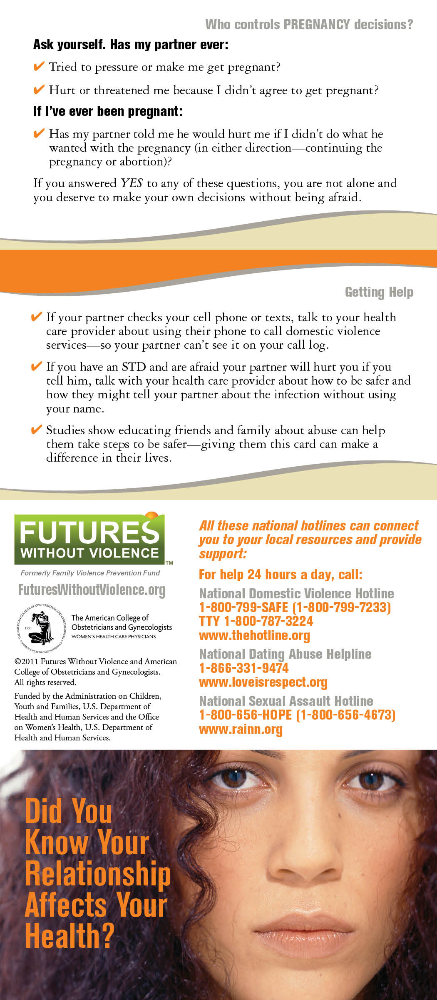 Who controls PREGNANCY decisions?
Ask yourself. Has my partner ever:
✔ Tried to pressure or make me get pregnant?
✔ Hurt or threatened me because I didn’t agree to get pregnant?
If I’ve ever been pregnant:
✔ Has my partner told me he would hurt me if I didn’t do what he
wanted with the pregnancy (in either direction—continuing the
pregnancy or abortion)?
If you answered YES to any of these questions, you are not alone and
you deserve to make your own decisions without being afraid.
Getting Help
✔ If your partner checks your cell phone or texts, talk to your health
care provider about using their phone to call domestic violence
services—so your partner can’t see it on your call log.
✔ If you have an STD and are afraid your partner will hurt you if you
tell him, talk with your health care provider about how to be safer and
how they might tell your partner about the infection without using
your name.
✔ Studies show educating friends and family about abuse can help
them take steps to be safer—giving them this card can make a
difference in their lives.
FUTURES
WITHOUT VIOLENCE
TM
Formerly Family Violence Prevention Fund
FuturesWithoutViolence.org
THE AMERICAN COLLEGE OF OBSTETRICIANS AND GYNECOLOGISTS
1951
• WOMEN'S HEALTH CARE PHYSICIANS •
The American College of
Obstetricians and Gynecologists
WOMEN’S HEALTH CARE PHYSICIANS
©2011 Futures Without Violence and American
College of Obstetricians and Gynecologists.
All rights reserved.
Funded by the Administration on Children,
Youth and Families, U.S. Department of
Health and Human Services and the Office
on Women’s Health, U.S. Department of
Health and Human Services.
All these national hotlines can connect
you to your local resources and provide
support:
For help 24 hours a day, call:
National Domestic Violence Hotline
1-800-799-SAFE (1-800-799-7233)
TTY 1-800-787-3224
www.thehotline.org
National Dating Abuse Helpline
1-866-331-9474
www.loveisrespect.org
National Sexual Assault Hotline
1-800-656-HOPE (1-800-656-4673)
www.rainn.org
Did You
Know Your
Relationship
Affects Your
Health?